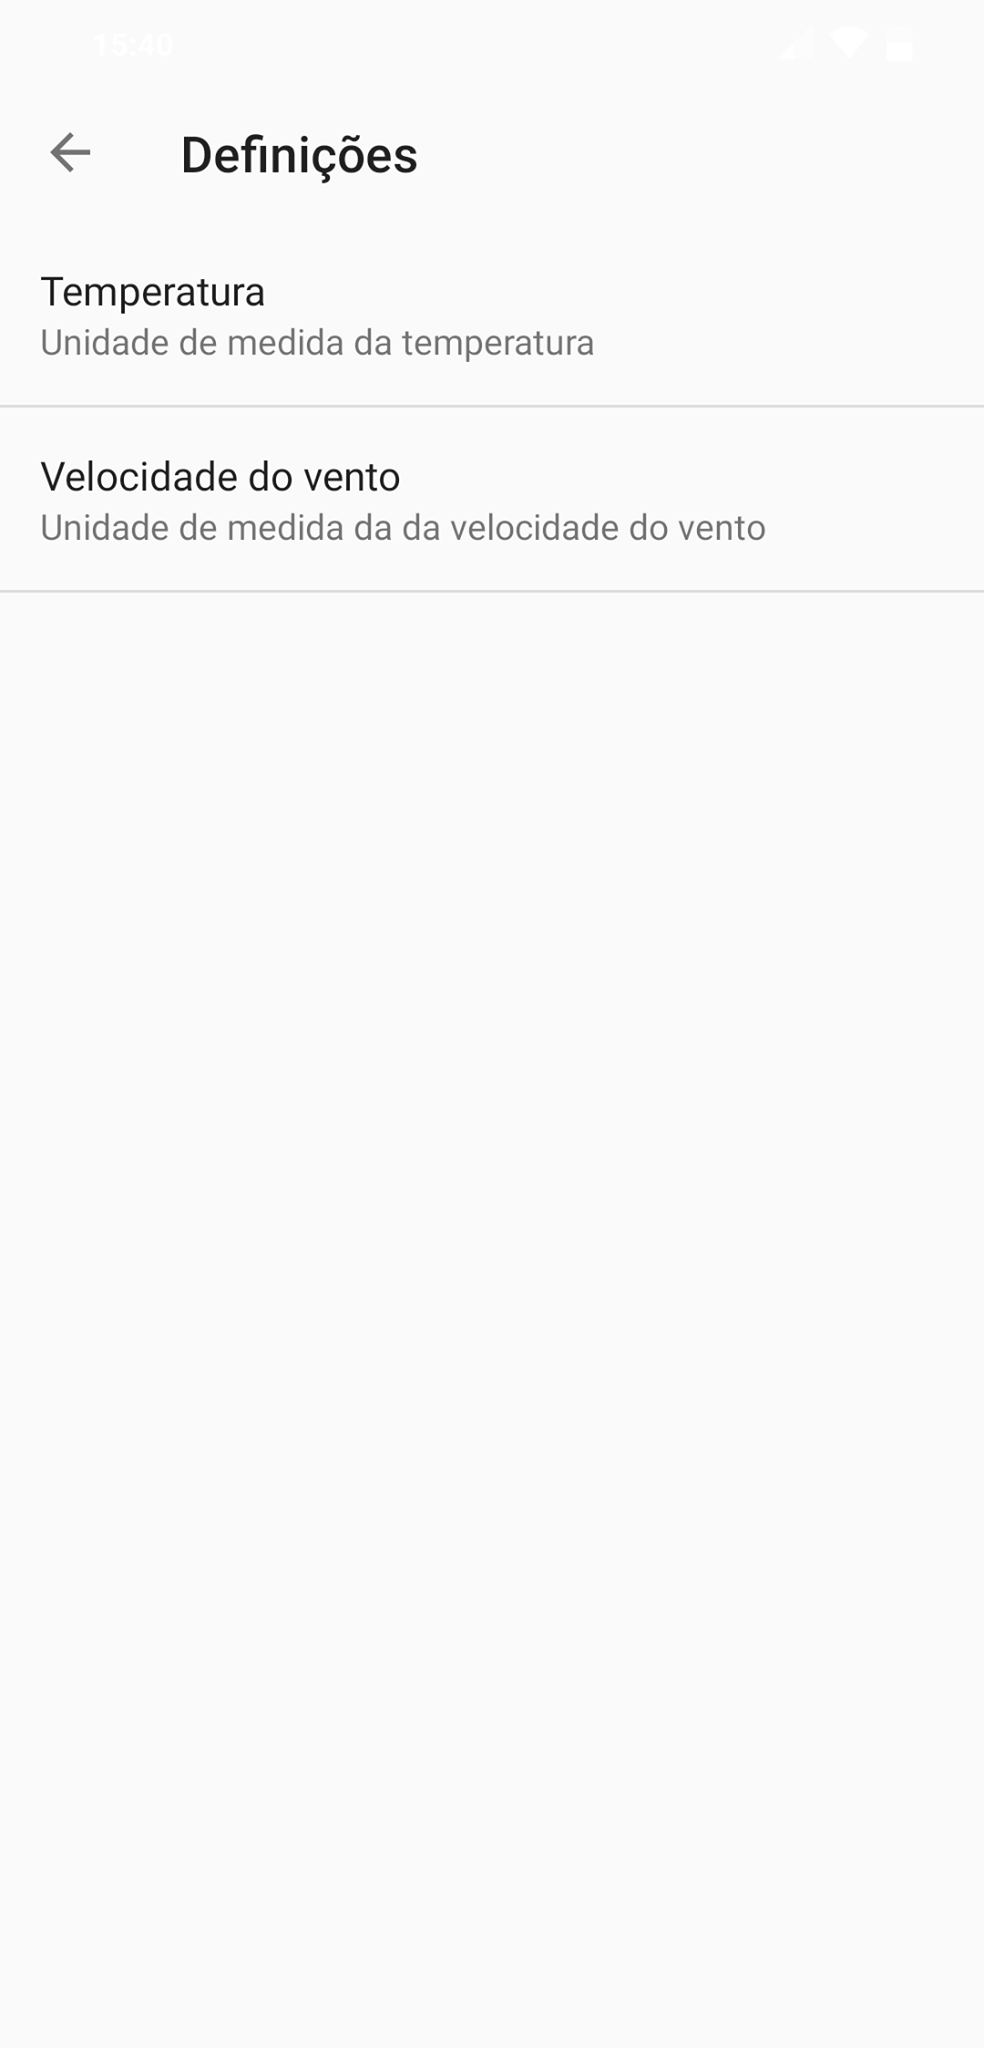 15:40
Definições
Temperatura
Unidade de medida da temperatura
Velocidade do vento
Unidade de medida da da velocidade do vento